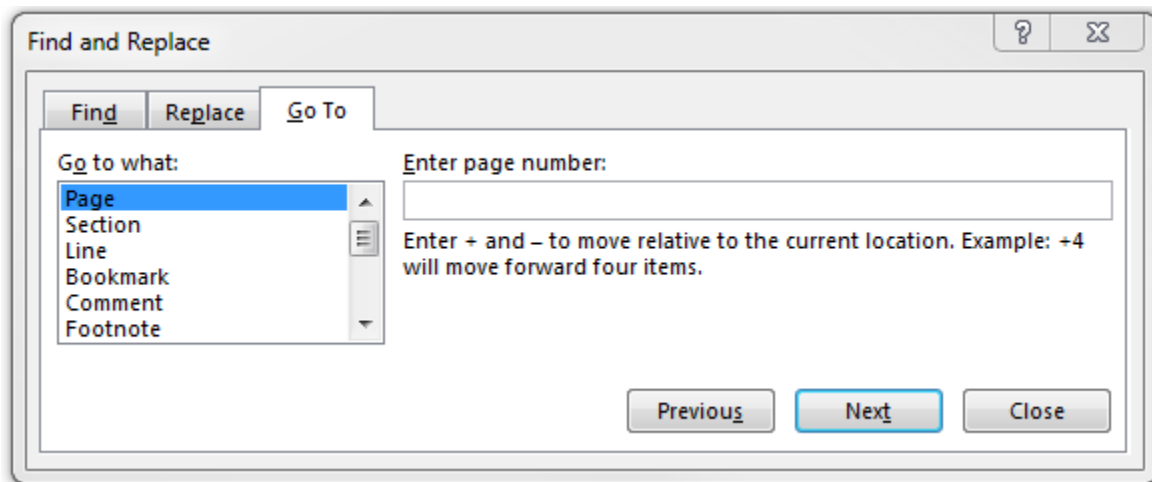 Find and Replace
Find
Replace
Go To
Go to what:
Page
Section
Line
Bookmark
Comment
Footnote
Enter page number:
Enter + and – to move relative to the current location. Example: +4
will move forward four items.
Previous
Next
Close